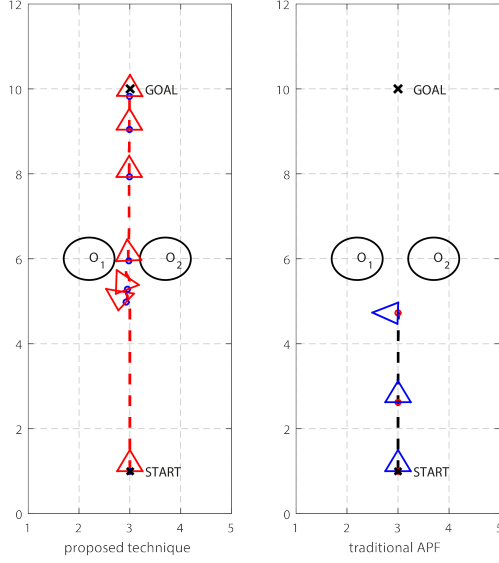 12
10
8
6
4
2
0
1 2 3 4 5
GOAL
O1
O2
START
proposed technique
12
10
8
6
4
2
0
1 2 3 4 5
GOAL
O1
O2
START
traditional APF